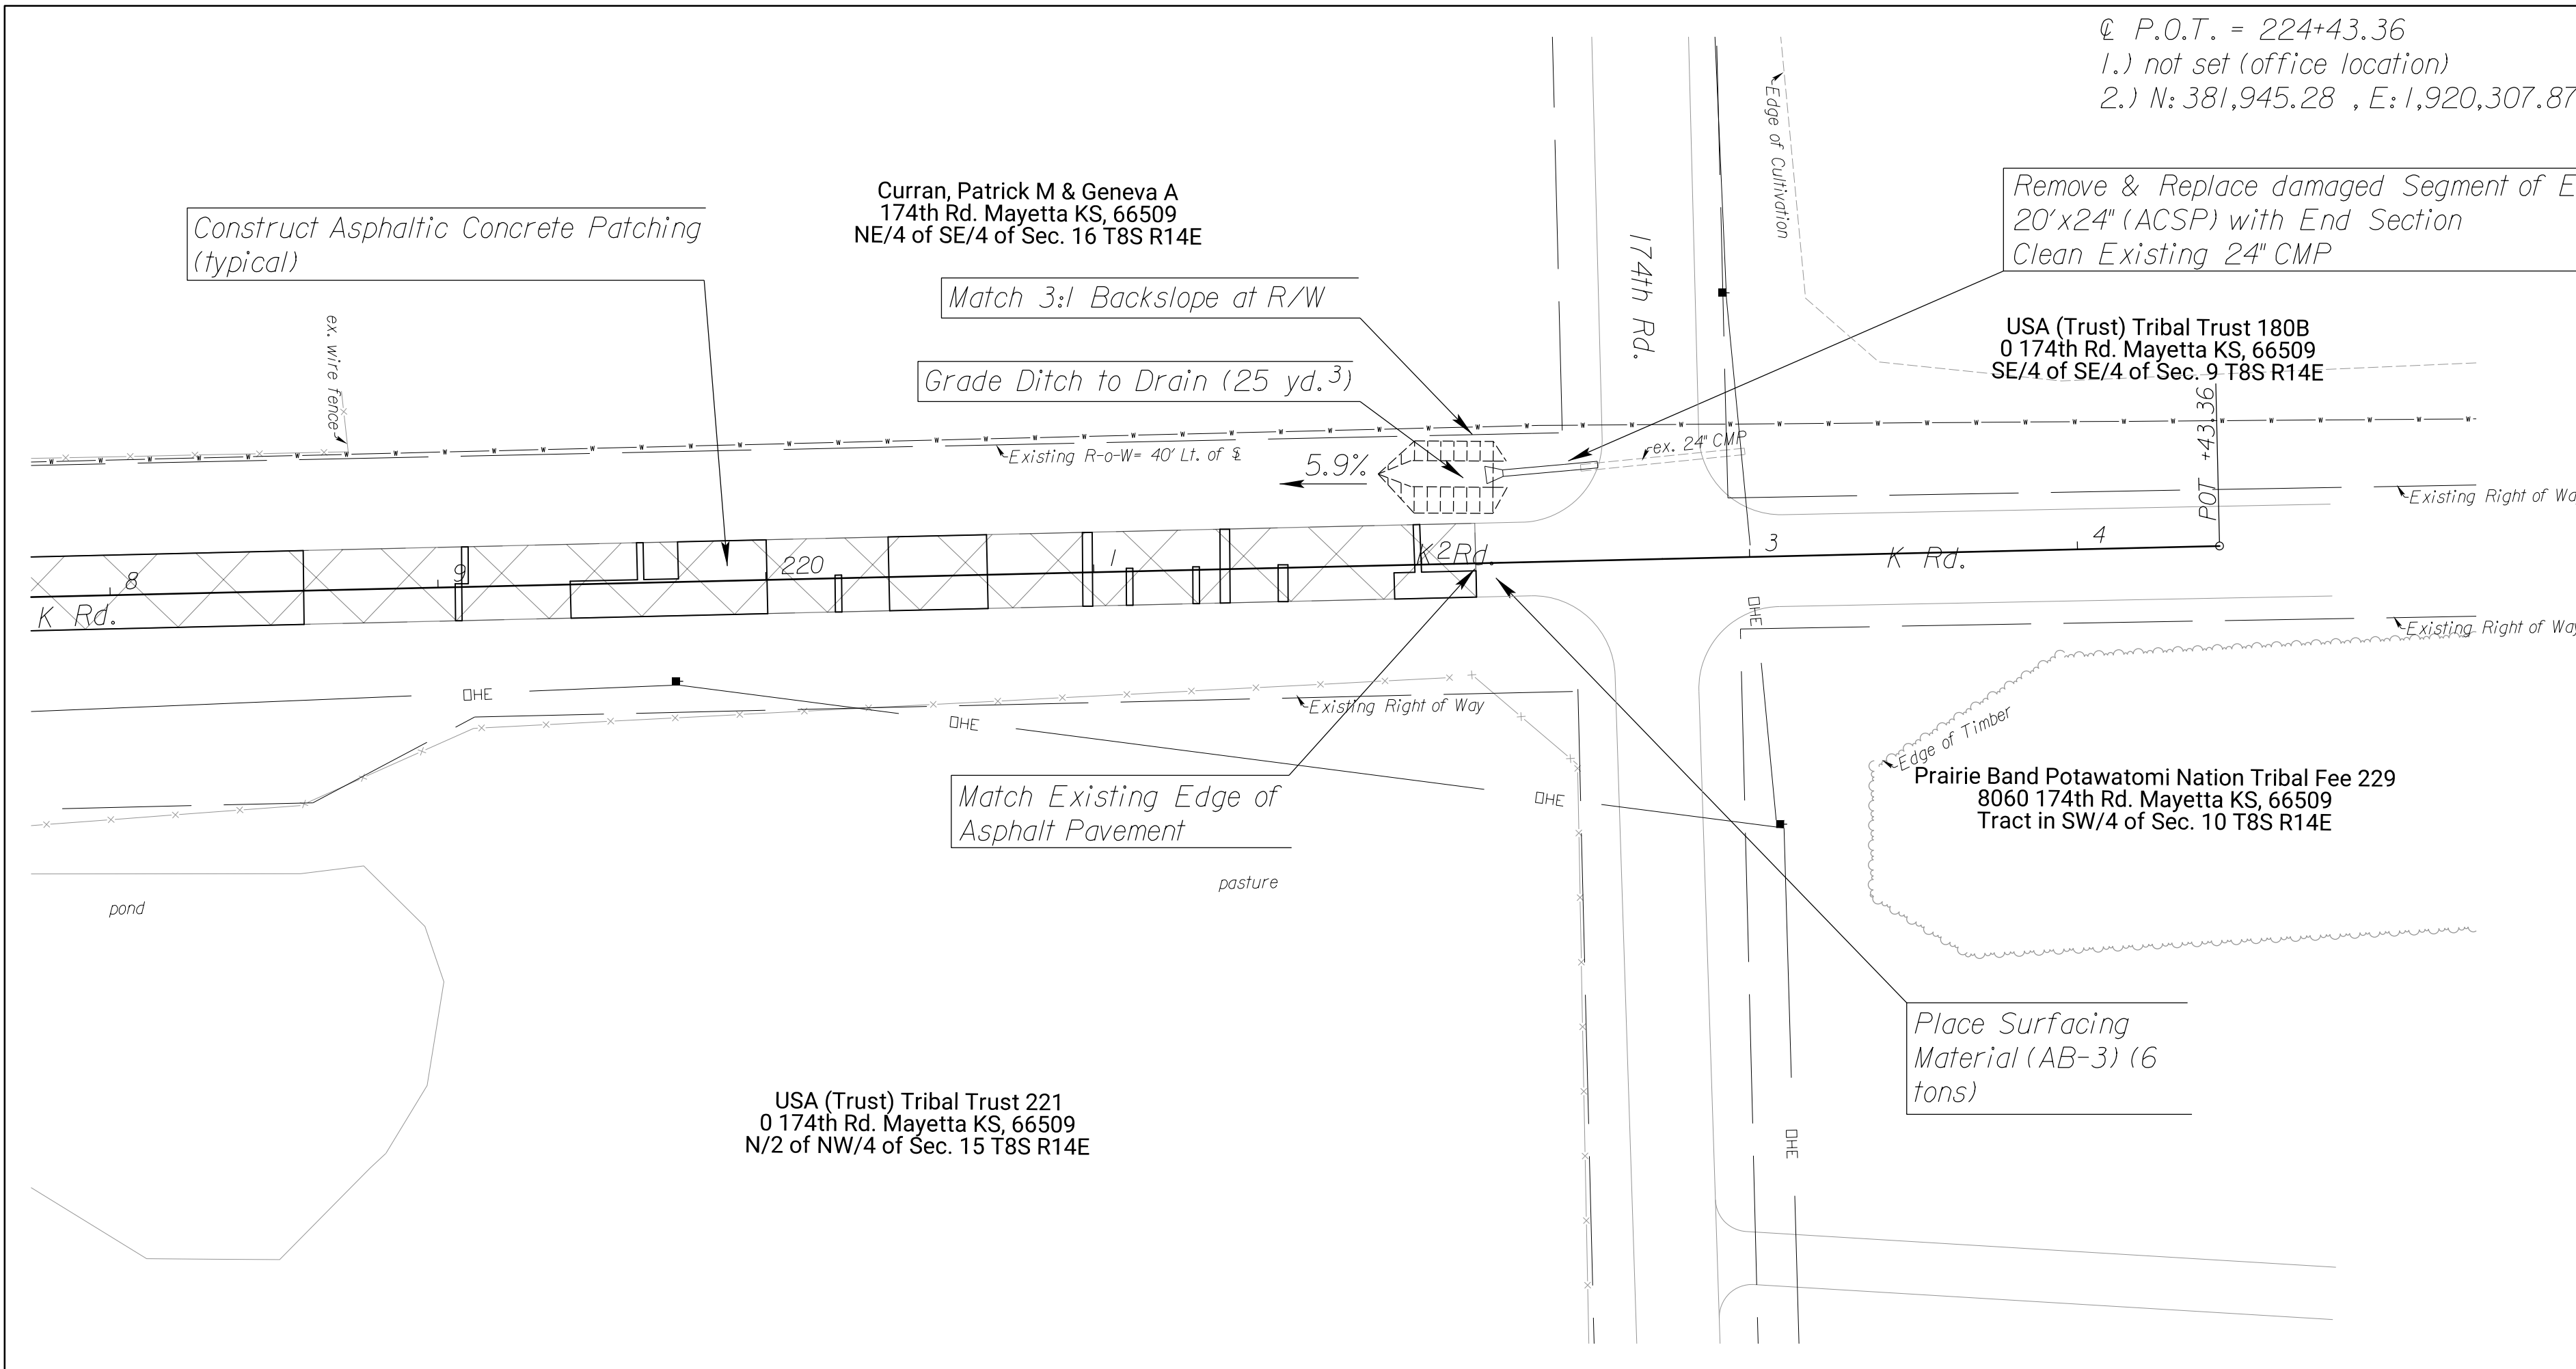 ℄ P.O.T. = 224+43.36
1.) not set (office location)
2.) N: 381,945.28 , E: 1,920,307.87
Edge of Cultivation
Remove & Replace damaged Segment of E
20'x24" (ACSP) with End Section
Clean Existing 24" CMP
Curran, Patrick M & Geneva A
174th Rd. Mayetta KS, 66509
NE/4 of SE/4 of Sec. 16 T8S R14E
Construct Asphaltic Concrete Patching
(typical)
174th Rd.
Match 3:1 Backslope at R/W
ex. wire fence
USA (Trust) Tribal Trust 180B
0 174th Rd. Mayetta KS, 66509
SE/4 of SE/4 of Sec. 9 T8S R14E
Grade Ditch to Drain (25 yd.³)
POT +43.36
ex. 24" CMP
Existing R-o-W= 40' Lt. of ℄
5.9%
Existing Right of Wa
8
9
220
1
2
3
4
K Rd.
K Rd.
K Rd.
OHE
Existing Right of Way
OHE
Existing Right of Way
OHE
Edge of Timber
Prairie Band Potawatomi Nation Tribal Fee 229
8060 174th Rd. Mayetta KS, 66509
Tract in SW/4 of Sec. 10 T8S R14E
Match Existing Edge of
Asphalt Pavement
OHE
pasture
pond
Place Surfacing
Material (AB-3) (6
tons)
USA (Trust) Tribal Trust 221
0 174th Rd. Mayetta KS, 66509
N/2 of NW/4 of Sec. 15 T8S R14E
OHE